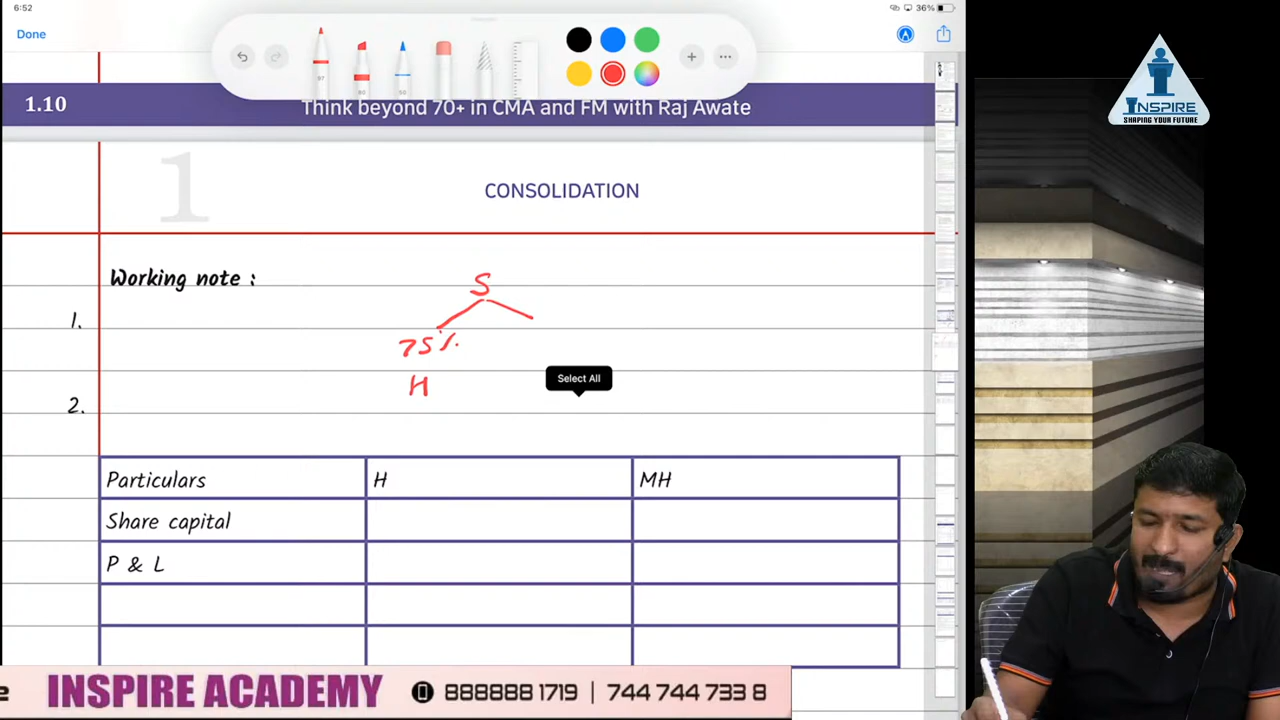 6:52
36%
Done
1.10
Think beyond 70+ in CMA and FM with Raj Awate
INSPIRE
SHAPING YOUR FUTURE
1
CONSOLIDATION
Working note :
S
1.
75%
H
Select All
2.
Particulars H MH
Share capital
P & L
e INSPIRE ACADEMY 888888 1719 | 744 744 733 8